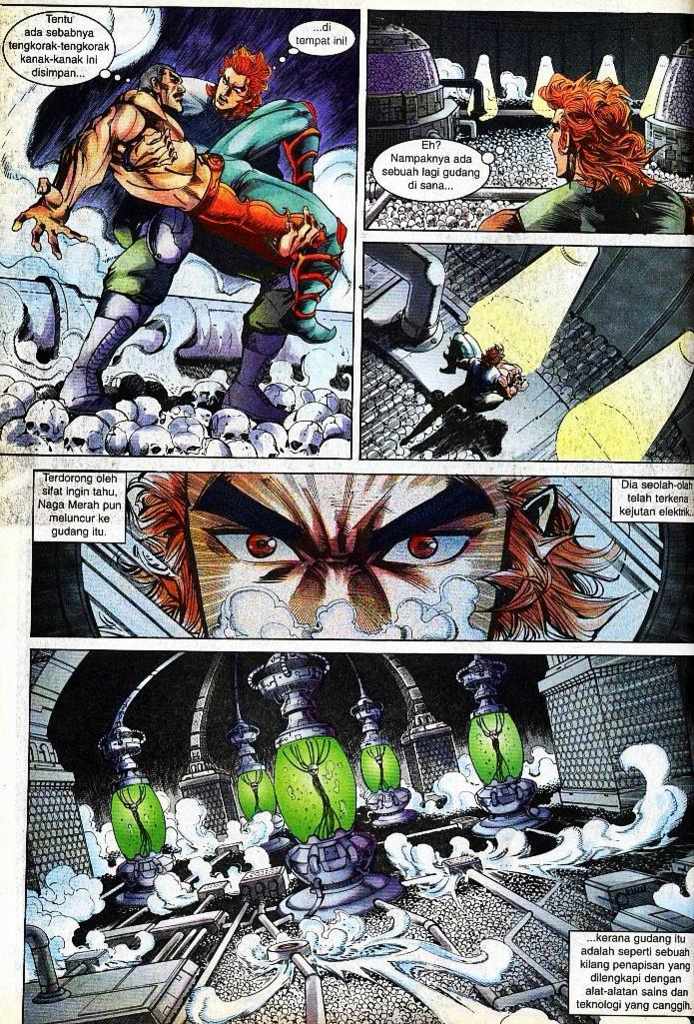 Tentu
ada sebabnya
tengkorak-tengkorak
kanak-kanak ini
disimpan...
...di
tempat ini!
Eh?
Nampaknya ada
sebuah lagi gudang
di sana...
Terdorong oleh
sifat ingin tahu,
Naga Merah pun
meluncur ke
gudang itu.
Dia seolah-olah
telah terkena
kejutan elektrik..
...kerana gudang itu
adalah seperti sebuah
kilang penapisan yang
dilengkapi dengan
alat-alatan sains dan
teknologi yang canggih.